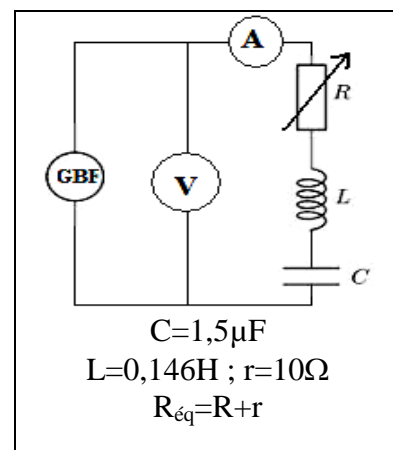 A
R
GBF
V
L
C
C=1,5µF
L=0,146H ; r=10Ω
Réq=R+r